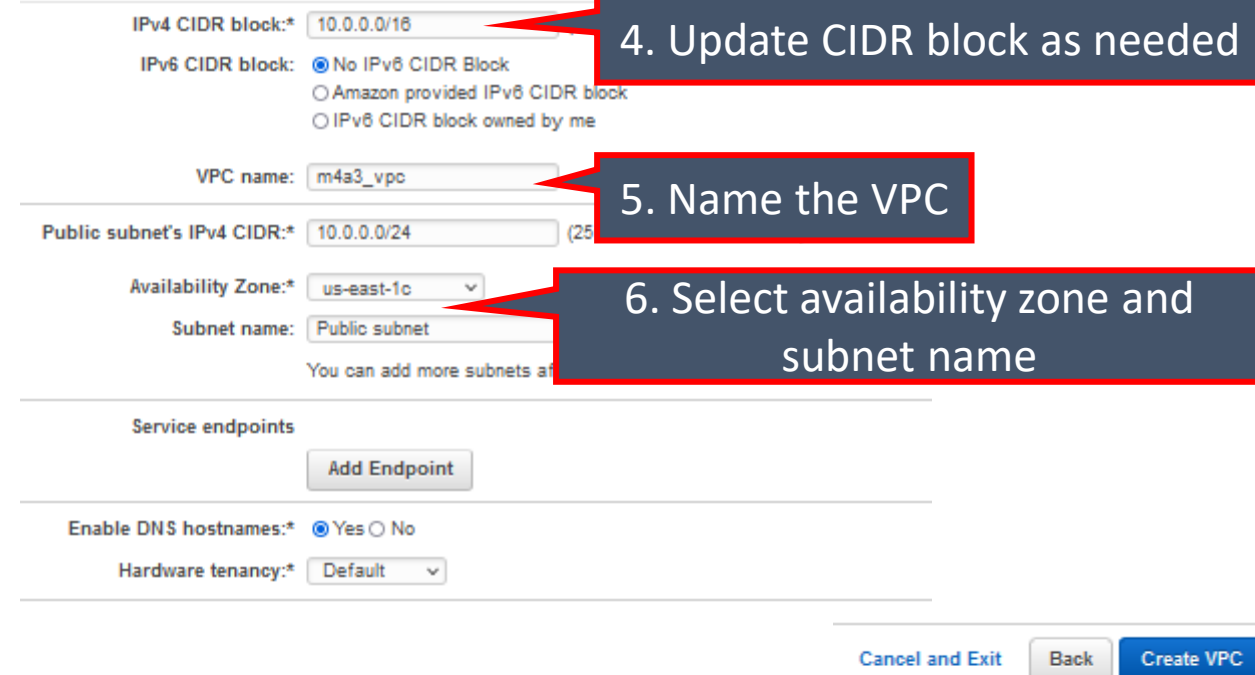 IPv4 CIDR block:* 10.0.0.0/16
4. Update CIDR block as needed
IPv6 CIDR block: No IPv6 CIDR Block
Amazon provided IPv6 CIDR block
IPv6 CIDR block owned by me
VPC name: m4a3_vpc
5. Name the VPC
Public subnet's IPv4 CIDR:* 10.0.0.0/24 (25
Availability Zone:* us-east-1c
6. Select availability zone and
subnet name
Subnet name: Public subnet
You can add more subnets af
Service endpoints
Add Endpoint
Enable DNS hostnames:* Yes No
Hardware tenancy:* Default
Cancel and Exit Back Create VPC